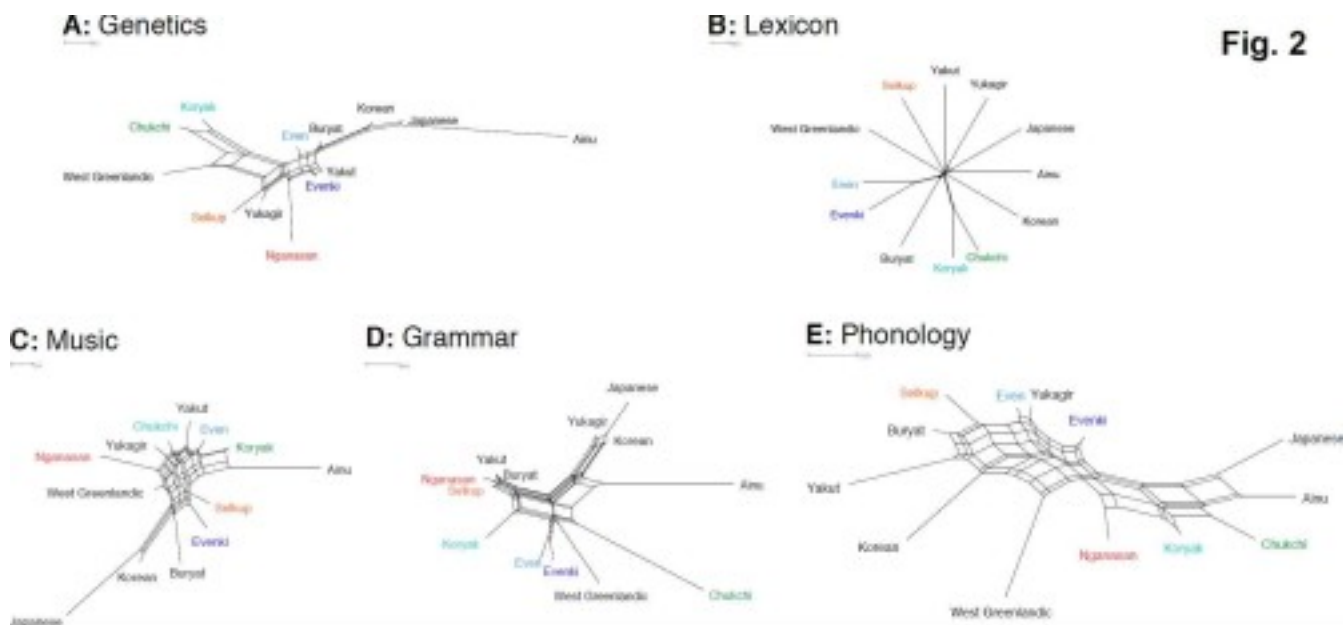 A: Genetics
B: Lexicon
Fig. 2
Koryak
Chukchi
West Greenlandic
Even
Buryat
Korean
Japanese
Ainu
Yakut
Evenki
Selkup
Yukagir
Nganasan
Yakut
Yukagir
Selkup
West Greenlandic
Japanese
Even
Ainu
Evenki
Korean
Buryat
Koryak
Chukchi
C: Music
D: Grammar
E: Phonology
Yakut
Chukchi
Even
Yukagir
Koryak
Nganasan
Ainu
West Greenlandic
Selkup
Evenki
Korean
Buryat
Japanese
Japanese
Yukagir
Korean
Yakut
Buryat
Nganasan
Selkup
Ainu
Koryak
Even
Evenki
West Greenlandic
Chukchi
Selkup
Even
Yukagir
Evenki
Buryat
Japanese
Yakut
Ainu
Korean
Nganasan
Koryak
Chukchi
West Greenlandic